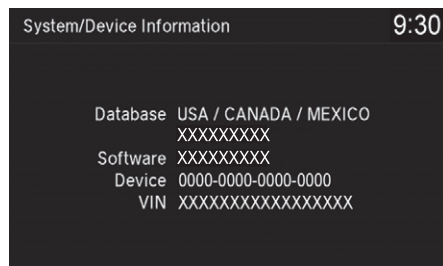 System/Device Information 9:30
Database USA / CANADA / MEXICO
XXXXXXXXX
Software XXXXXXXXX
Device 0000-0000-0000-0000
VIN XXXXXXXXXXXXXXXXX